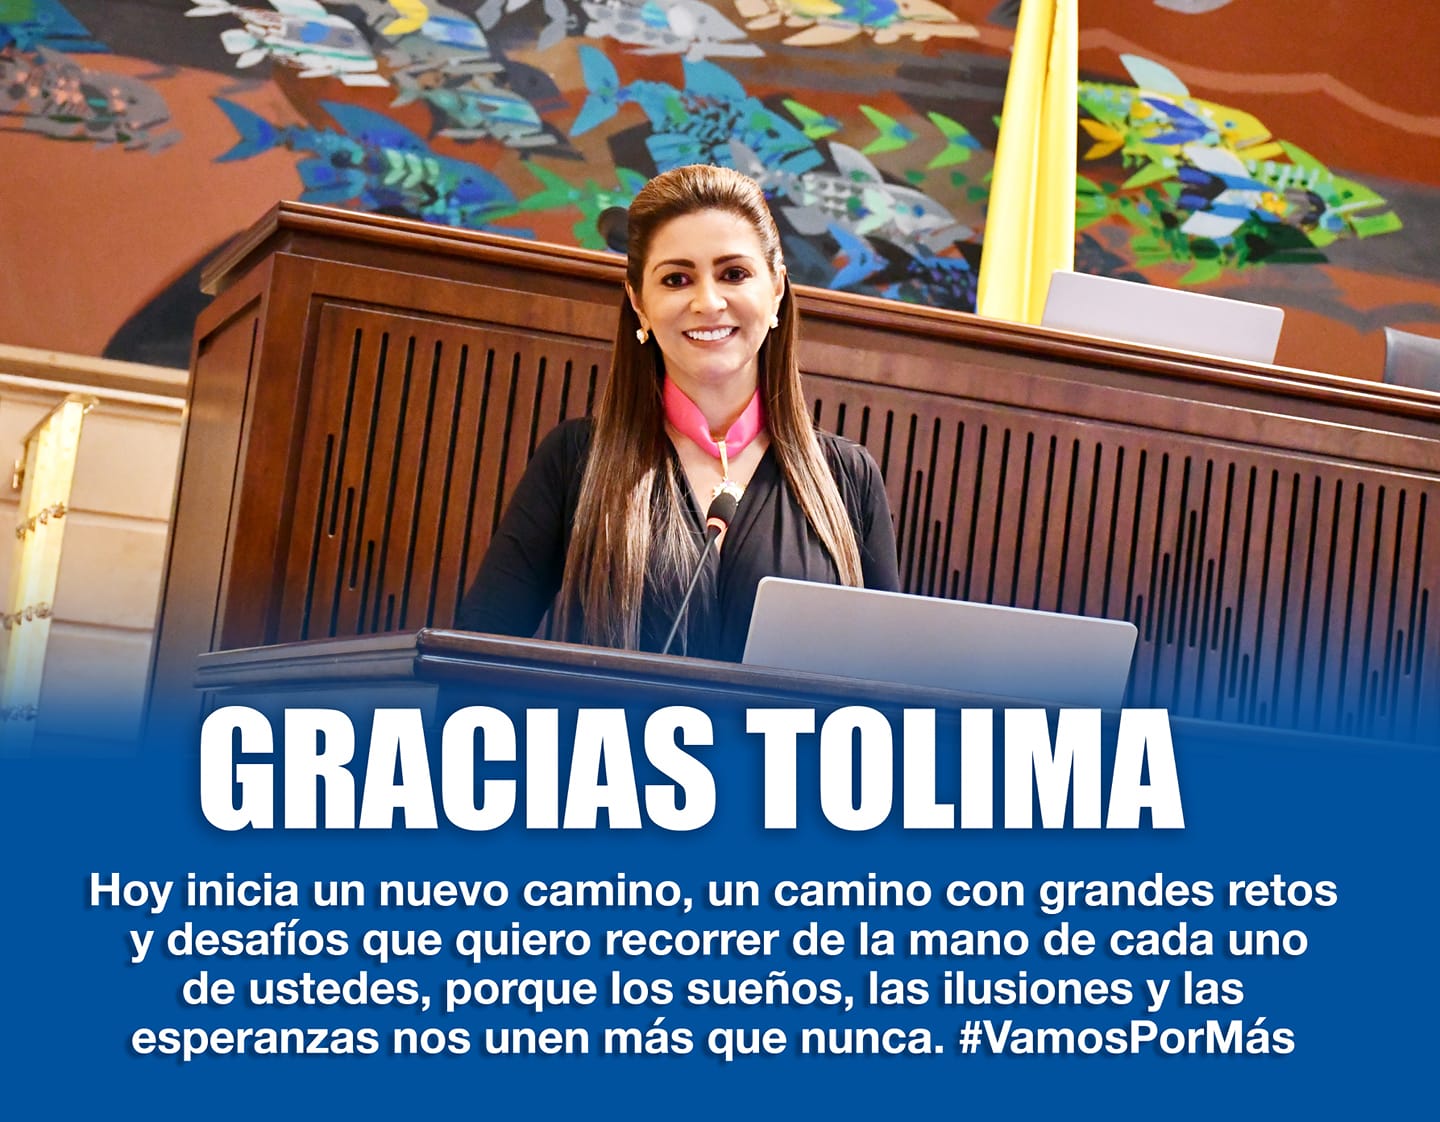 GRACIAS TOLIMA
Hoy inicia un nuevo camino, un camino con grandes retos
y desafíos que quiero recorrer de la mano de cada uno
de ustedes, porque los sueños, las ilusiones y las
esperanzas nos unen más que nunca. #VamosPorMás